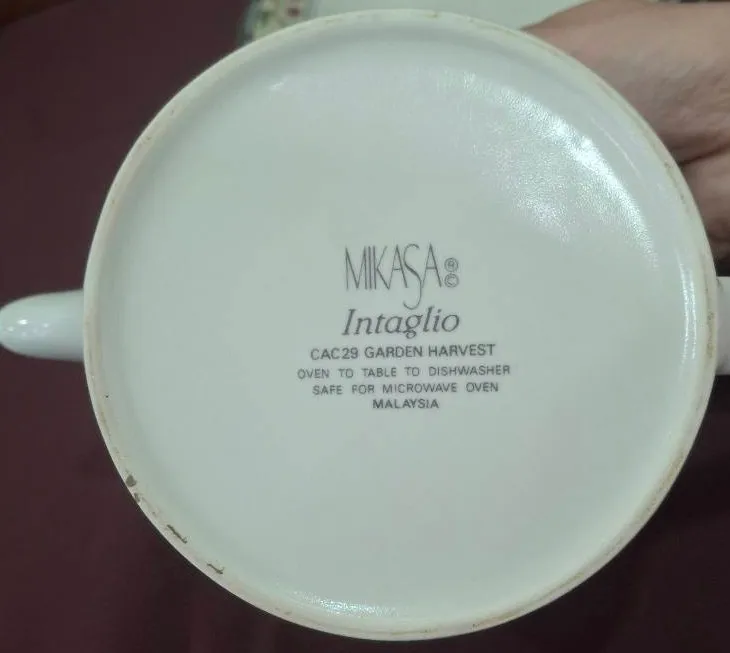 MIKASA ® ©
Intaglio
CAC29 GARDEN HARVEST
OVEN TO TABLE TO DISHWASHER
SAFE FOR MICROWAVE OVEN
MALAYSIA